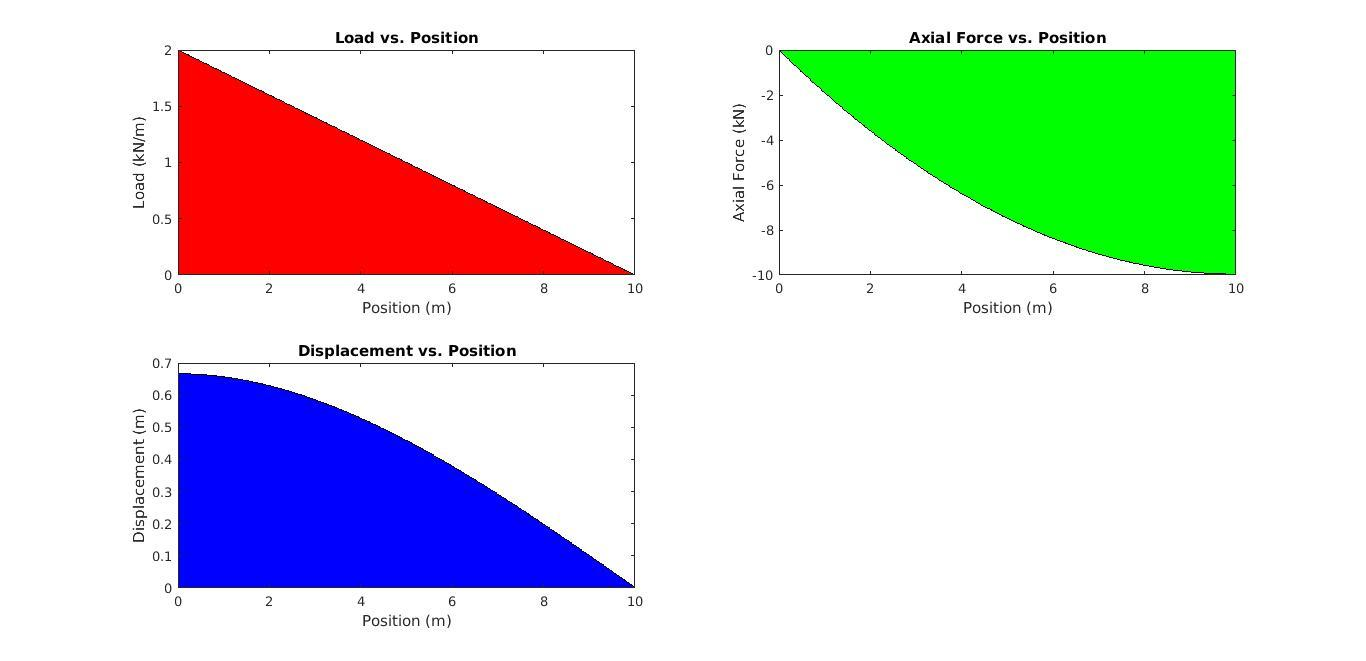 Load vs. Position
2
1.5
1
0.5
0
Load (kN/m)
0 2 4 6 8 10
Position (m)
Axial Force vs. Position
0
-2
-4
-6
-8
-10
Axial Force (kN)
0 2 4 6 8 10
Position (m)
Displacement vs. Position
0.7
0.6
0.5
0.4
0.3
0.2
0.1
0
Displacement (m)
0 2 4 6 8 10
Position (m)